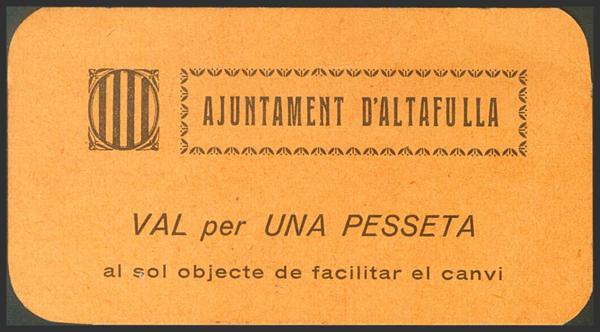 AJUNTAMENT D'ALTAFULLA
VAL per UNA PESSETA
al sol objecte de facilitar el canvi